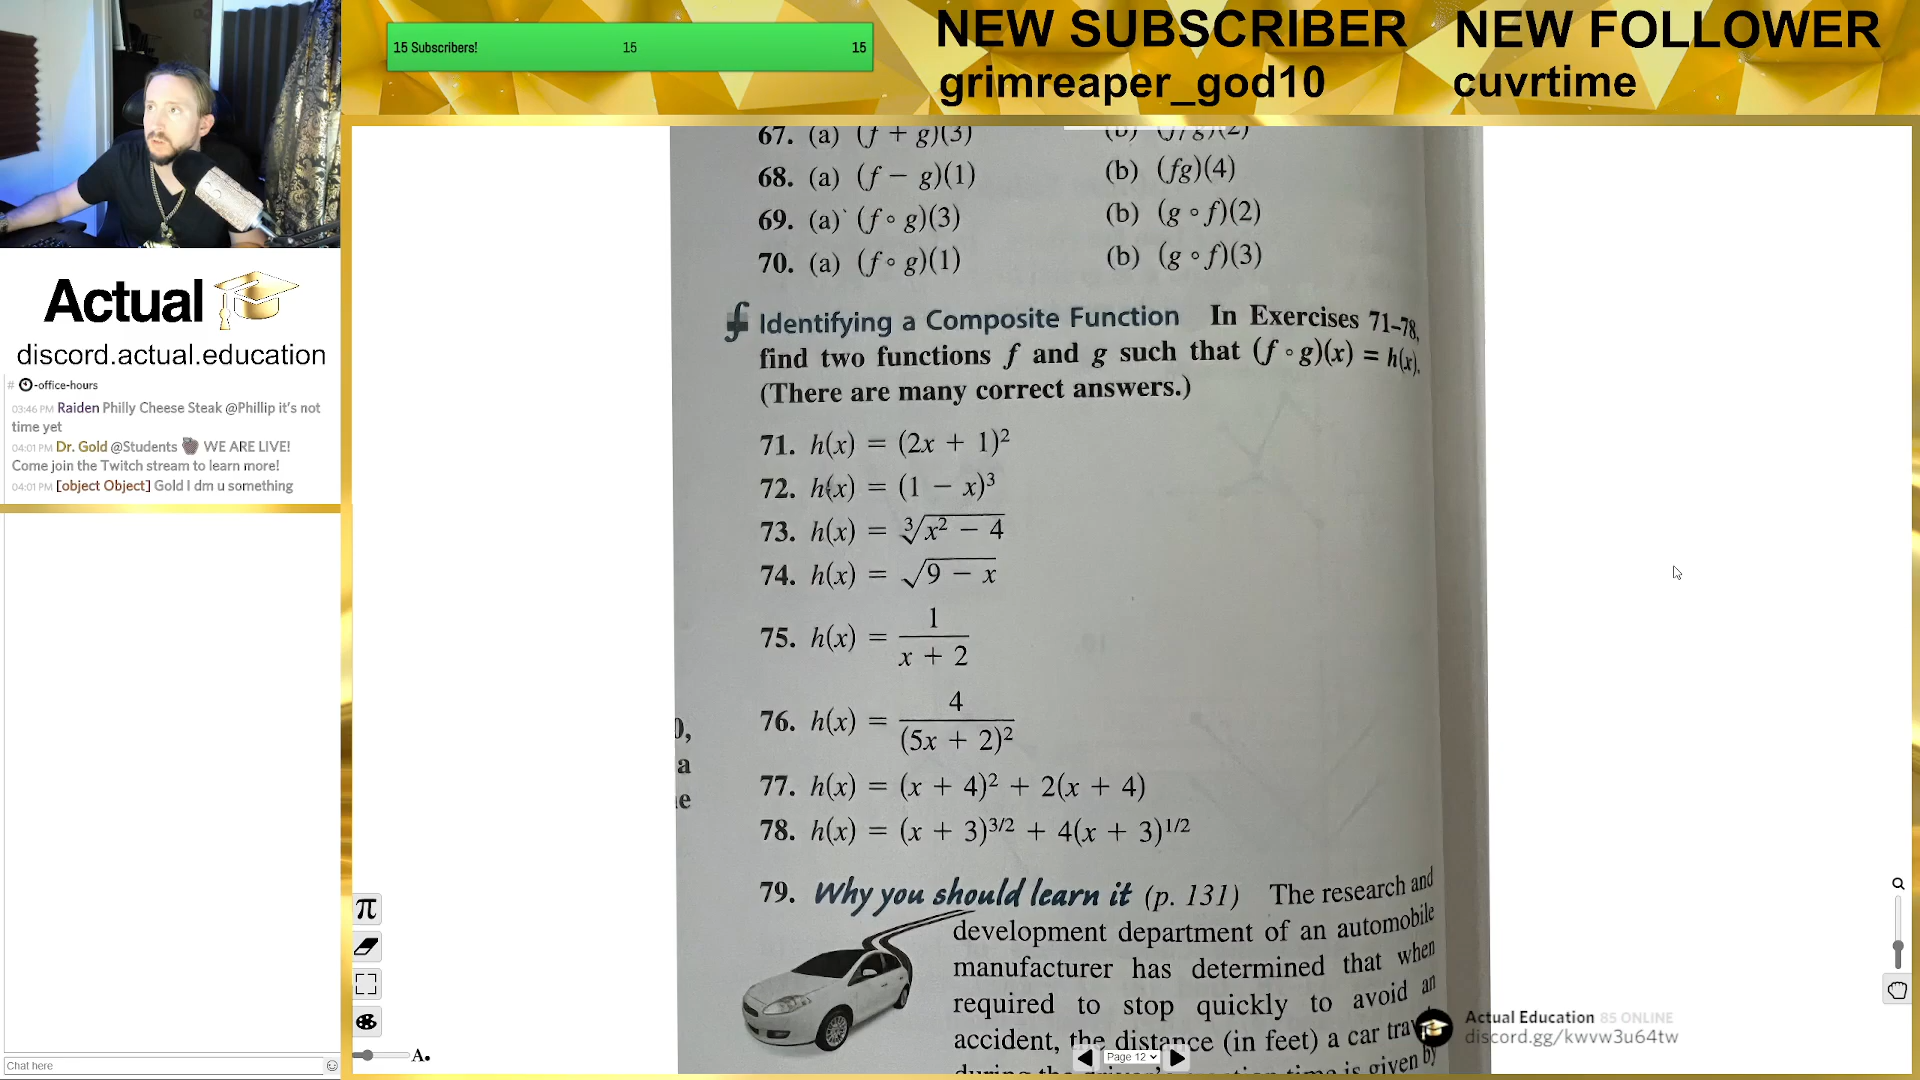 15 Subscribers!
15
15
NEW SUBSCRIBER
grimreaper_god10
NEW FOLLOWER
cuvrtime
Actual
discord.actual.education
# -office-hours
03:46 PM Raiden Philly Cheese Steak @Phillip it's not
time yet
04:01 PM Dr. Gold @Students WE ARE LIVE!
Come join the Twitch stream to learn more!
04:01 PM [object Object] Gold I dm u something
Chat here
67. (a) (f + g)(3) (b) (f/g)(2)
68. (a) (f − g)(1) (b) (fg)(4)
69. (a) (f ∘ g)(3) (b) (g ∘ f)(2)
70. (a) (f ∘ g)(1) (b) (g ∘ f)(3)
Identifying a Composite Function In Exercises 71–78,
find two functions f and g such that (f ∘ g)(x) = h(x).
(There are many correct answers.)
71. h(x) = (2x + 1)²
72. h(x) = (1 − x)³
73. h(x) = ∛(x² − 4)
74. h(x) = √(9 − x)
75. h(x) = 1/(x + 2)
76. h(x) = 4/(5x + 2)²
77. h(x) = (x + 4)² + 2(x + 4)
78. h(x) = (x + 3)^3/2 + 4(x + 3)^1/2
0,
a
79. Why you should learn it (p. 131) The research and
development department of an automobile
manufacturer has determined that when
required to stop quickly to avoid an
accident, the distance (in feet) a car
time is given by
π
A.
Page 12
Actual Education 85 ONLINE
discord.gg/kwvw3u64tw